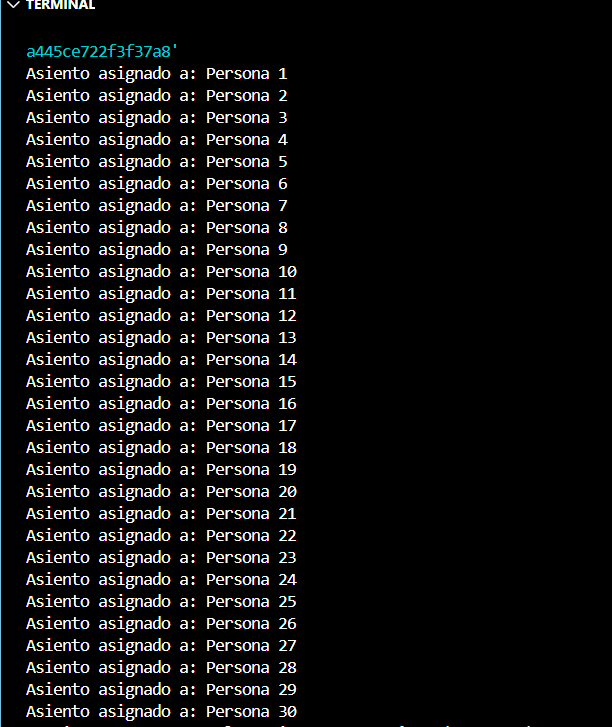 TERMINAL
a445ce722f3f37a8'
Asiento asignado a: Persona 1
Asiento asignado a: Persona 2
Asiento asignado a: Persona 3
Asiento asignado a: Persona 4
Asiento asignado a: Persona 5
Asiento asignado a: Persona 6
Asiento asignado a: Persona 7
Asiento asignado a: Persona 8
Asiento asignado a: Persona 9
Asiento asignado a: Persona 10
Asiento asignado a: Persona 11
Asiento asignado a: Persona 12
Asiento asignado a: Persona 13
Asiento asignado a: Persona 14
Asiento asignado a: Persona 15
Asiento asignado a: Persona 16
Asiento asignado a: Persona 17
Asiento asignado a: Persona 18
Asiento asignado a: Persona 19
Asiento asignado a: Persona 20
Asiento asignado a: Persona 21
Asiento asignado a: Persona 22
Asiento asignado a: Persona 23
Asiento asignado a: Persona 24
Asiento asignado a: Persona 25
Asiento asignado a: Persona 26
Asiento asignado a: Persona 27
Asiento asignado a: Persona 28
Asiento asignado a: Persona 29
Asiento asignado a: Persona 30